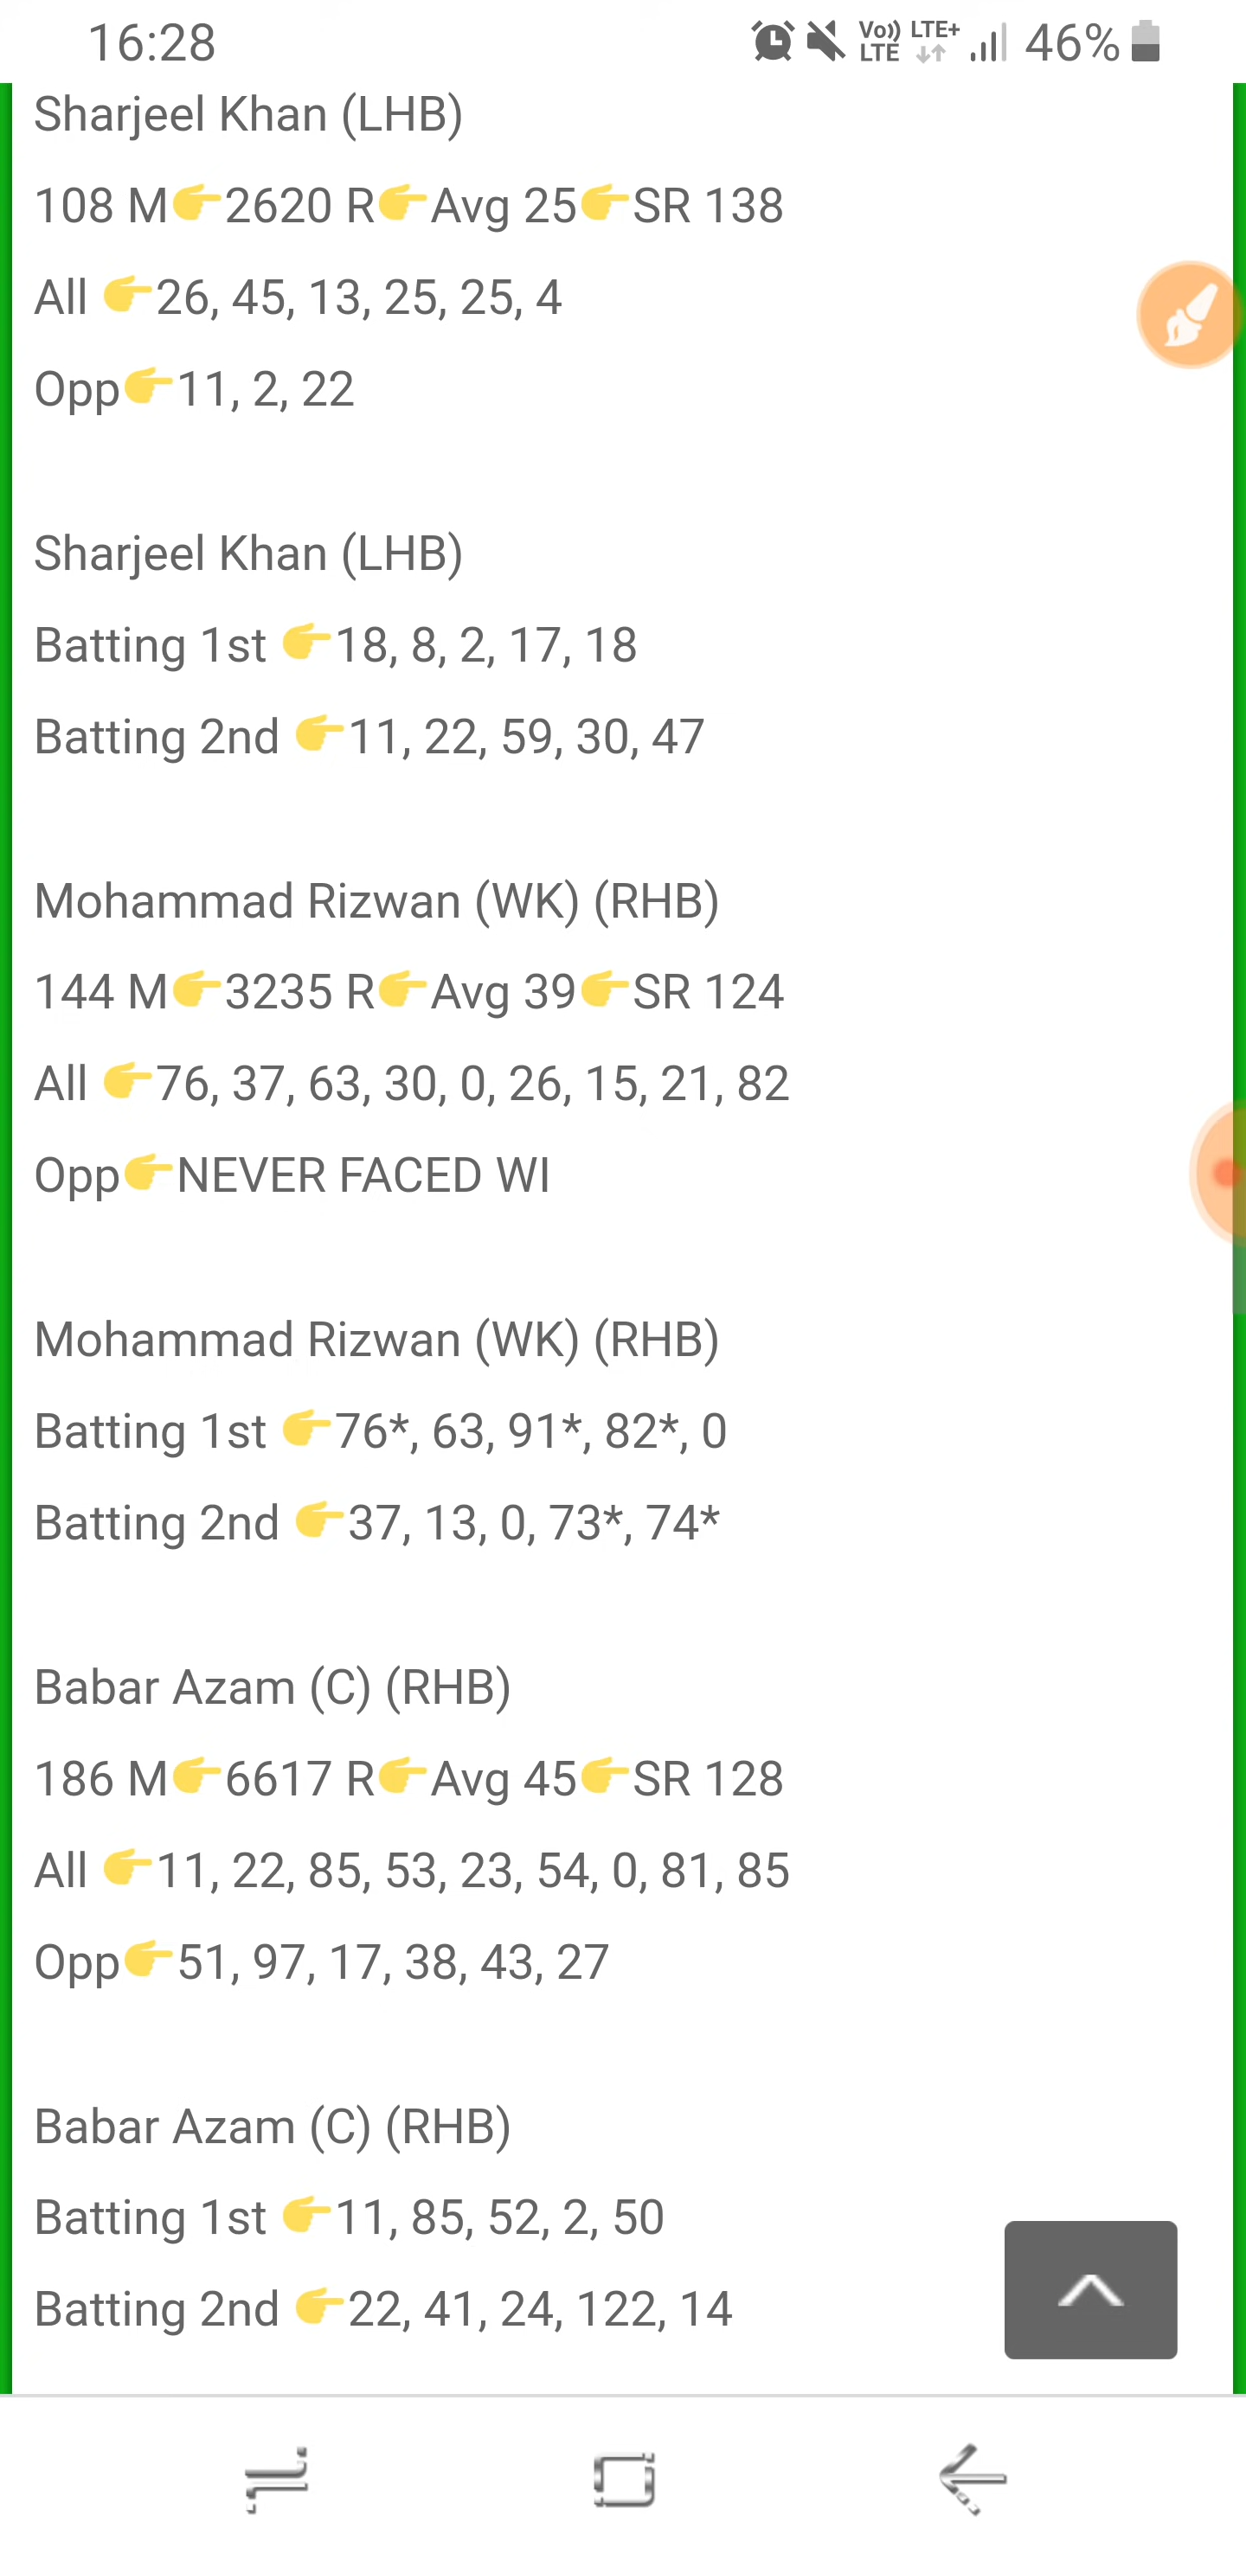 16:28 Vo)) LTE LTE+ 46%
Sharjeel Khan (LHB)
108 M👉2620 R👉Avg 25👉SR 138
All 👉26, 45, 13, 25, 25, 4
Opp👉11, 2, 22
Sharjeel Khan (LHB)
Batting 1st 👉18, 8, 2, 17, 18
Batting 2nd 👉11, 22, 59, 30, 47
Mohammad Rizwan (WK) (RHB)
144 M👉3235 R👉Avg 39👉SR 124
All 👉76, 37, 63, 30, 0, 26, 15, 21, 82
Opp👉NEVER FACED WI
Mohammad Rizwan (WK) (RHB)
Batting 1st 👉76*, 63, 91*, 82*, 0
Batting 2nd 👉37, 13, 0, 73*, 74*
Babar Azam (C) (RHB)
186 M👉6617 R👉Avg 45👉SR 128
All 👉11, 22, 85, 53, 23, 54, 0, 81, 85
Opp👉51, 97, 17, 38, 43, 27
Babar Azam (C) (RHB)
Batting 1st 👉11, 85, 52, 2, 50
Batting 2nd 👉22, 41, 24, 122, 14